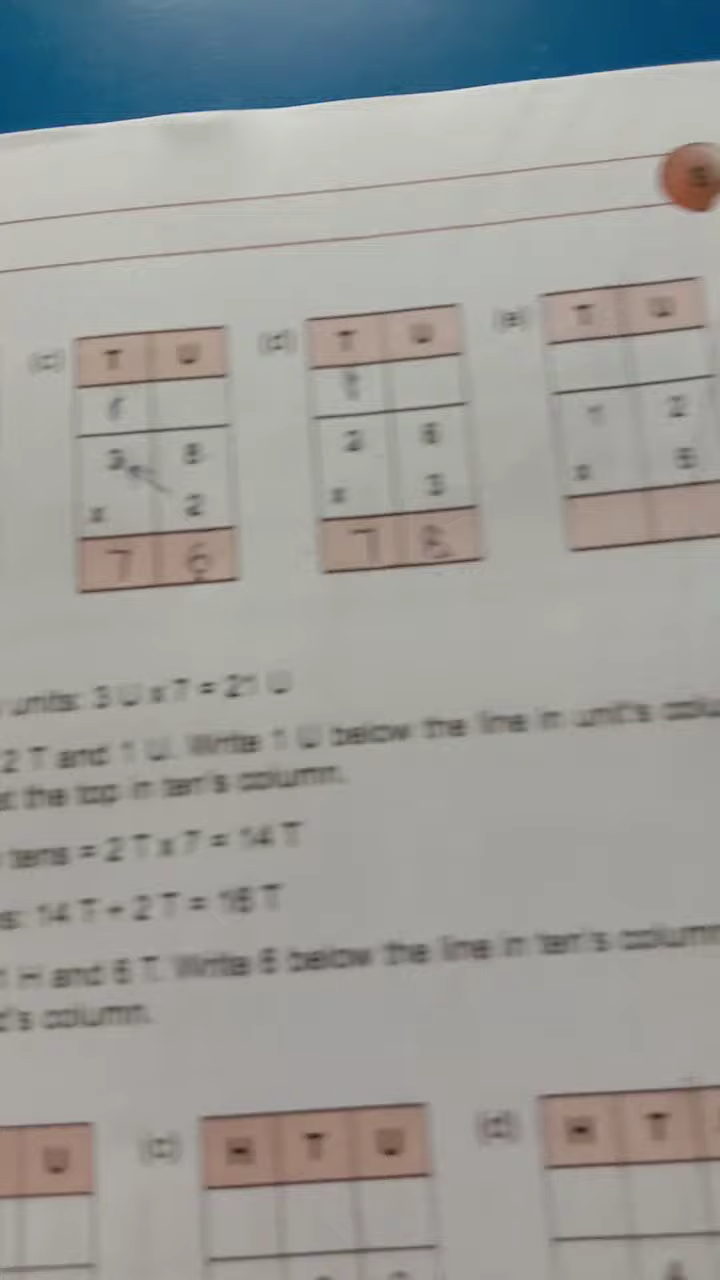 (c) T U
1
3 8
x 2
7 6
(d) T U
1
2 6
x 3
7 8
(e) T U
1 2
x
units: 3 U x 7 = 21 U
2 T and 1 U. Write 1 U below the line in unit's
the top in ten's column.
tens = 2 T x 7 = 14 T
14 T + 2 T = 16 T
1 H and 6 T. Write 6 below the line in ten's column
column.
U
(c) H T U
(d) H T